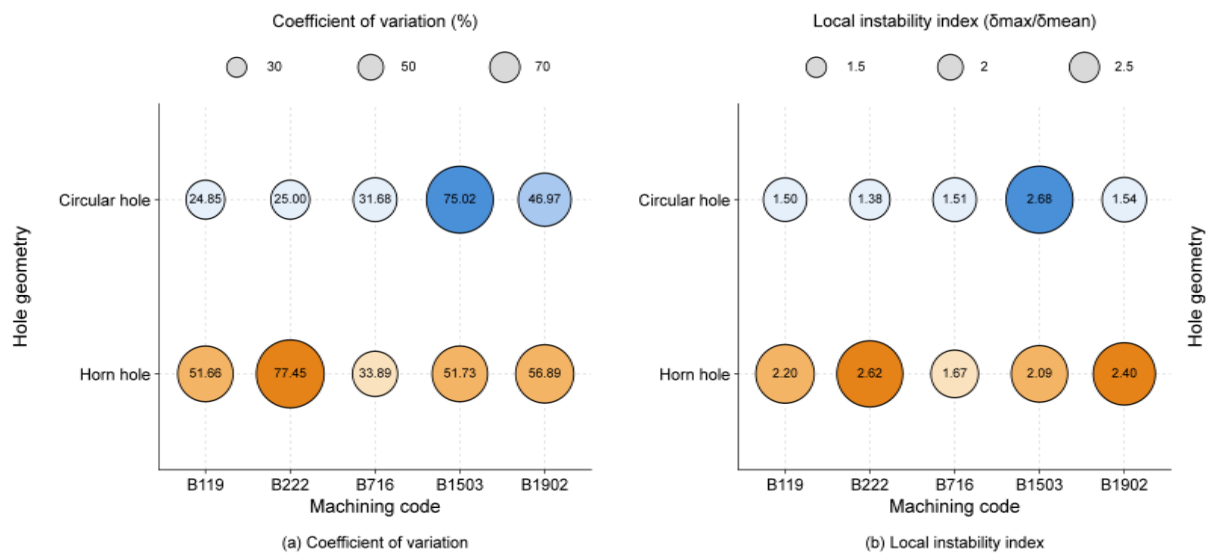 Coefficient of variation (%)
30 50 70
Circular hole 24.85 25.00 31.68 75.02 46.97
Horn hole 51.66 77.45 33.89 51.73 56.89
Hole geometry
B119 B222 B716 B1503 B1902
Machining code
(a) Coefficient of variation
Local instability index (δmax/δmean)
1.5 2 2.5
Circular hole 1.50 1.38 1.51 2.68 1.54
Horn hole 2.20 2.62 1.67 2.09 2.40
Hole geometry
B119 B222 B716 B1503 B1902
Machining code
(b) Local instability index